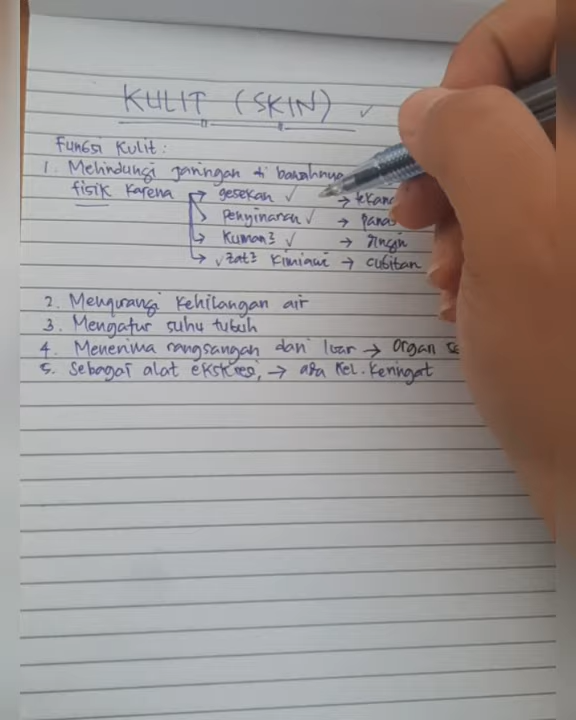 KULIT (SKIN) ✓
Fungsi Kulit :
1. Melindungi jaringan di bawahnya
fisik karena → gesekan ✓ →
→ Penyinaran ✓ →
→ Kuman2 ✓ → dingin
→ ✓ Zat2 Kimiawi → cubitan
2. Mengurangi kehilangan air
3. Mengatur suhu tubuh
4. Menerima rangsangan dari luar → organ
5. Sebagai alat ekskresi, → ada kel. keringat